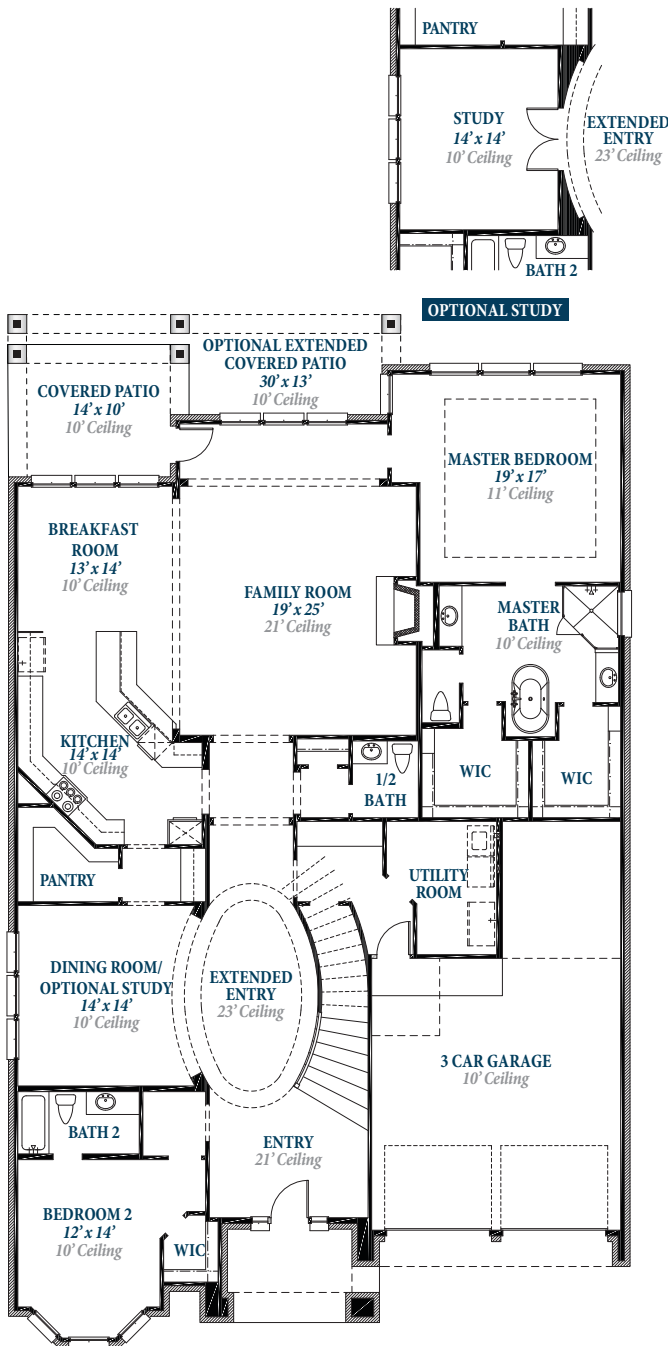 PANTRY
STUDY
14' x 14'
10' Ceiling
EXTENDED
ENTRY
23' Ceiling
BATH 2
OPTIONAL STUDY
OPTIONAL EXTENDED
COVERED PATIO
30' x 13'
10' Ceiling
COVERED PATIO
14' x 10'
10' Ceiling
MASTER BEDROOM
19' x 17'
11' Ceiling
BREAKFAST
ROOM
13' x 14'
10' Ceiling
FAMILY ROOM
19' x 25'
21' Ceiling
MASTER
BATH
10' Ceiling
KITCHEN
14' x 14'
10' Ceiling
1/2
BATH
WIC
WIC
PANTRY
UTILITY
ROOM
DINING ROOM/
OPTIONAL STUDY
14' x 14'
10' Ceiling
EXTENDED
ENTRY
23' Ceiling
3 CAR GARAGE
10' Ceiling
BATH 2
ENTRY
21' Ceiling
BEDROOM 2
12' x 14'
10' Ceiling
WIC